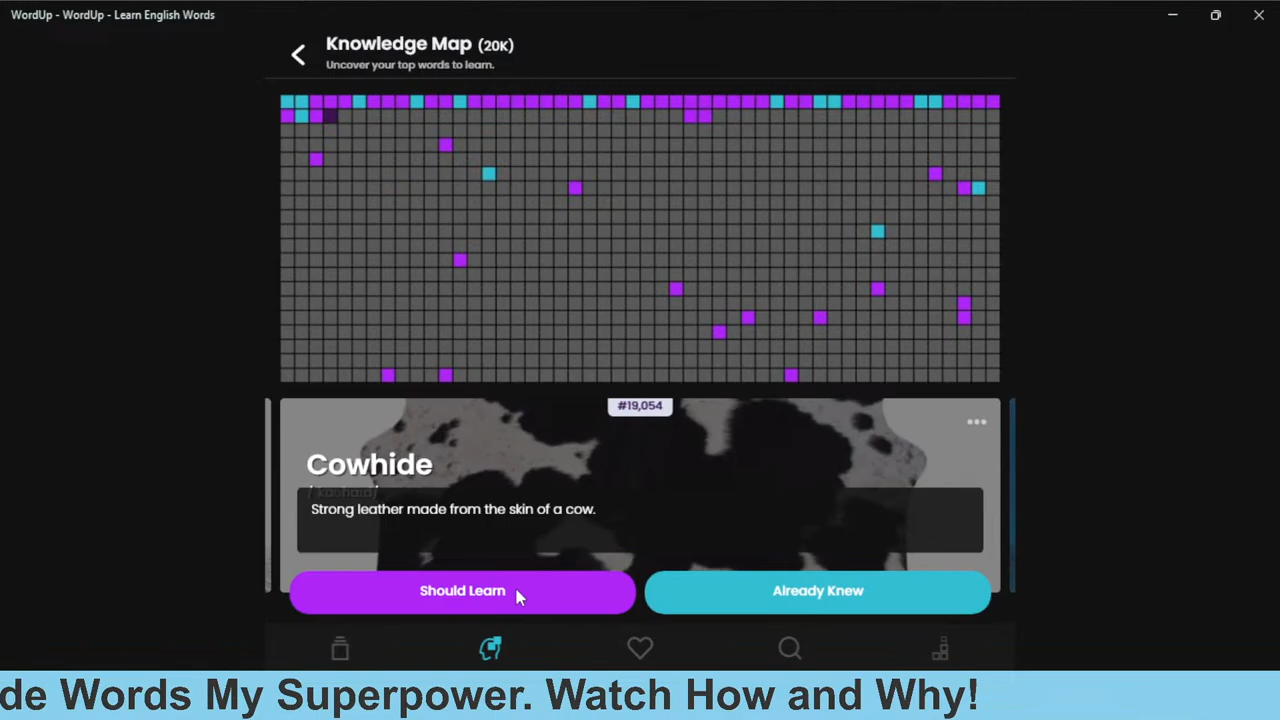 WordUp - WordUp - Learn English Words
Knowledge Map (20K)
Uncover your top words to learn.
#19,054
Cowhide
Strong leather made from the skin of a cow.
Should Learn
Already Knew
de Words My Superpower. Watch How and Why!